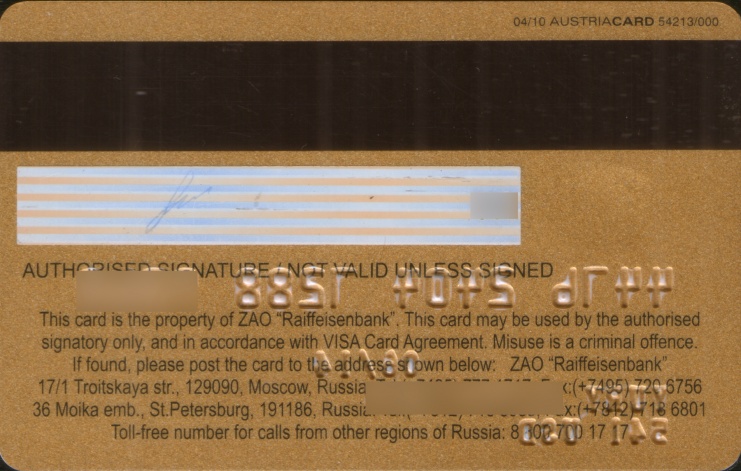 04/10 AUSTRIACARD 54213/000
AUTHORISED SIGNATURE / NOT VALID UNLESS SIGNED
This card is the property of ZAO "Raiffeisenbank". This card may be used by the authorised
signatory only, and in accordance with VISA Card Agreement. Misuse is a criminal offence.
If found, please post the card to the address shown below: ZAO "Raiffeisenbank"
17/1 Troitskaya str., 129090, Moscow, Russia x:(+7495) 720 6756
36 Moika emb., St.Petersburg, 191186, Russia x:(+7812) 718 6801
Toll-free number for calls from other regions of Russia: 8 700 17 17